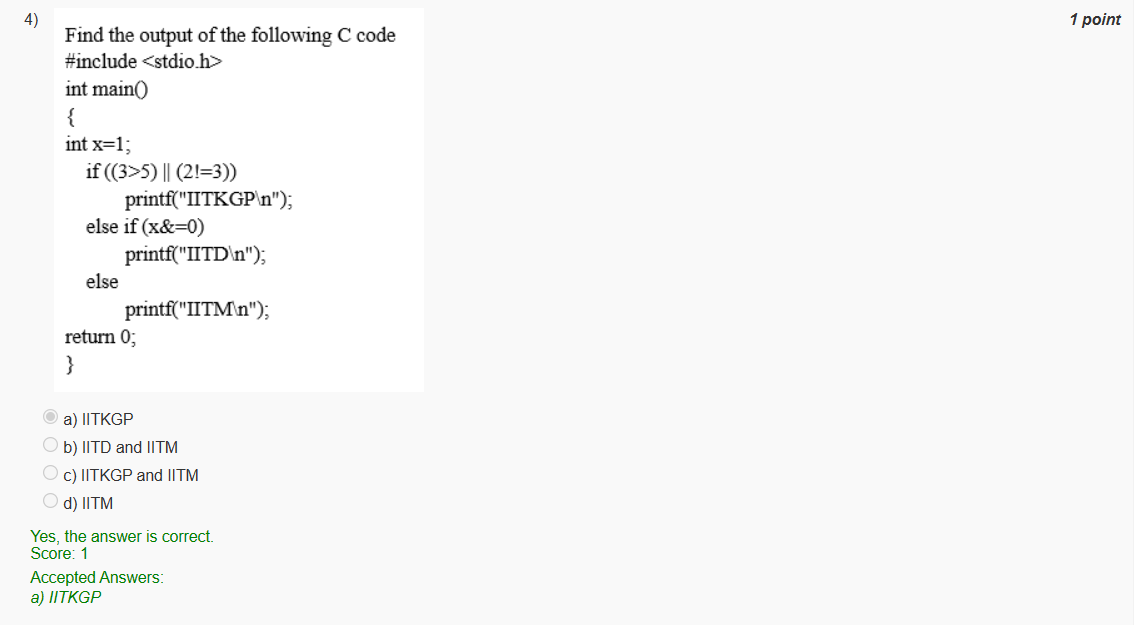 4)
1 point
Find the output of the following C code
#include <stdio.h>
int main()
{
int x=1;
if ((3>5) || (2!=3))
printf("IITKGP\n");
else if (x&=0)
printf("IITD\n");
else
printf("IITM\n");
return 0;
}
a) IITKGP
b) IITD and IITM
c) IITKGP and IITM
d) IITM
Yes, the answer is correct.
Score: 1
Accepted Answers:
a) IITKGP